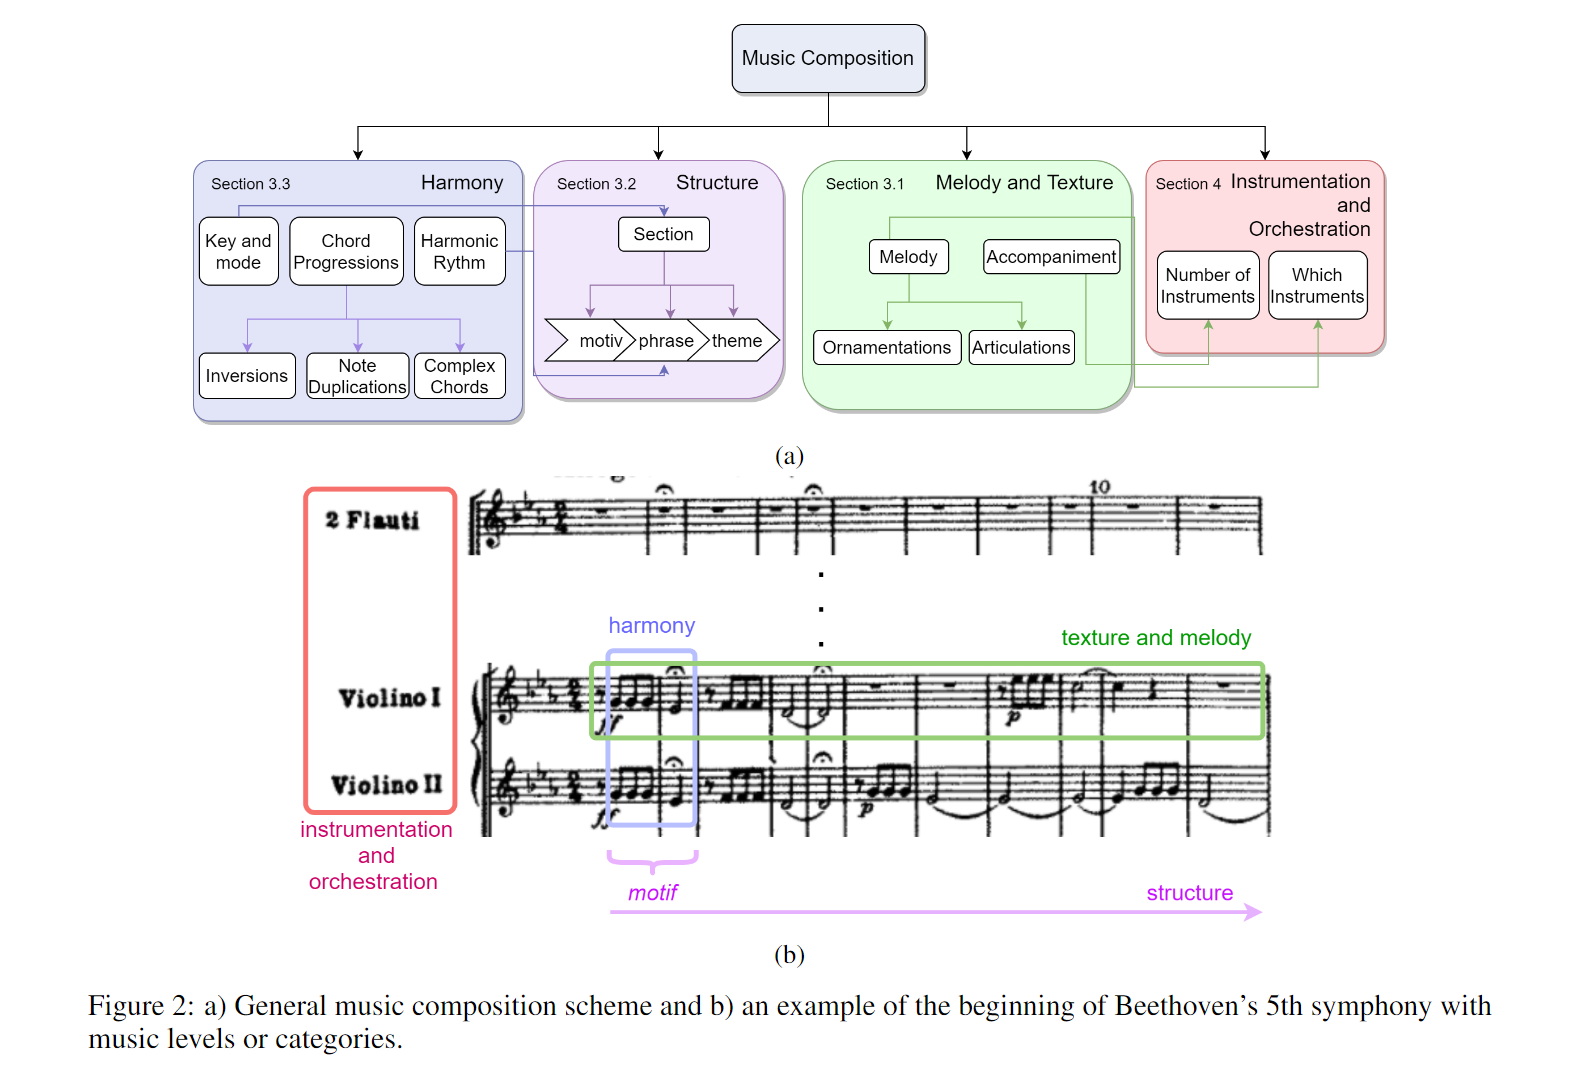 Music Composition
Section 3.3
Harmony
Key and
mode
Chord
Progressions
Harmonic
Rythm
Inversions
Note
Duplications
Complex
Chords
Section 3.2
Structure
Section
motiv
phrase
theme
Section 3.1
Melody and Texture
Melody
Accompaniment
Ornamentations
Articulations
Section 4
Instrumentation
and
Orchestration
Number of
Instruments
Which
Instruments
(a)
2 Flauti
10
harmony
texture and melody
Violino I
ff
p
Violino II
ff
p
instrumentation
and
orchestration
motif
structure
(b)
Figure 2: a) General music composition scheme and b) an example of the beginning of Beethoven's 5th symphony with
music levels or categories.